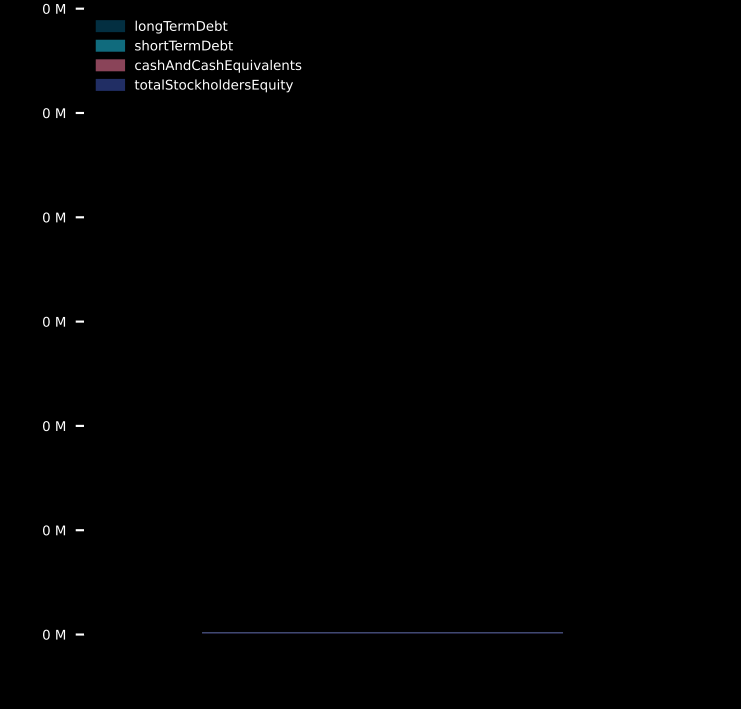 0 M
longTermDebt
shortTermDebt
cashAndCashEquivalents
totalStockholdersEquity
0 M
0 M
0 M
0 M
0 M
0 M